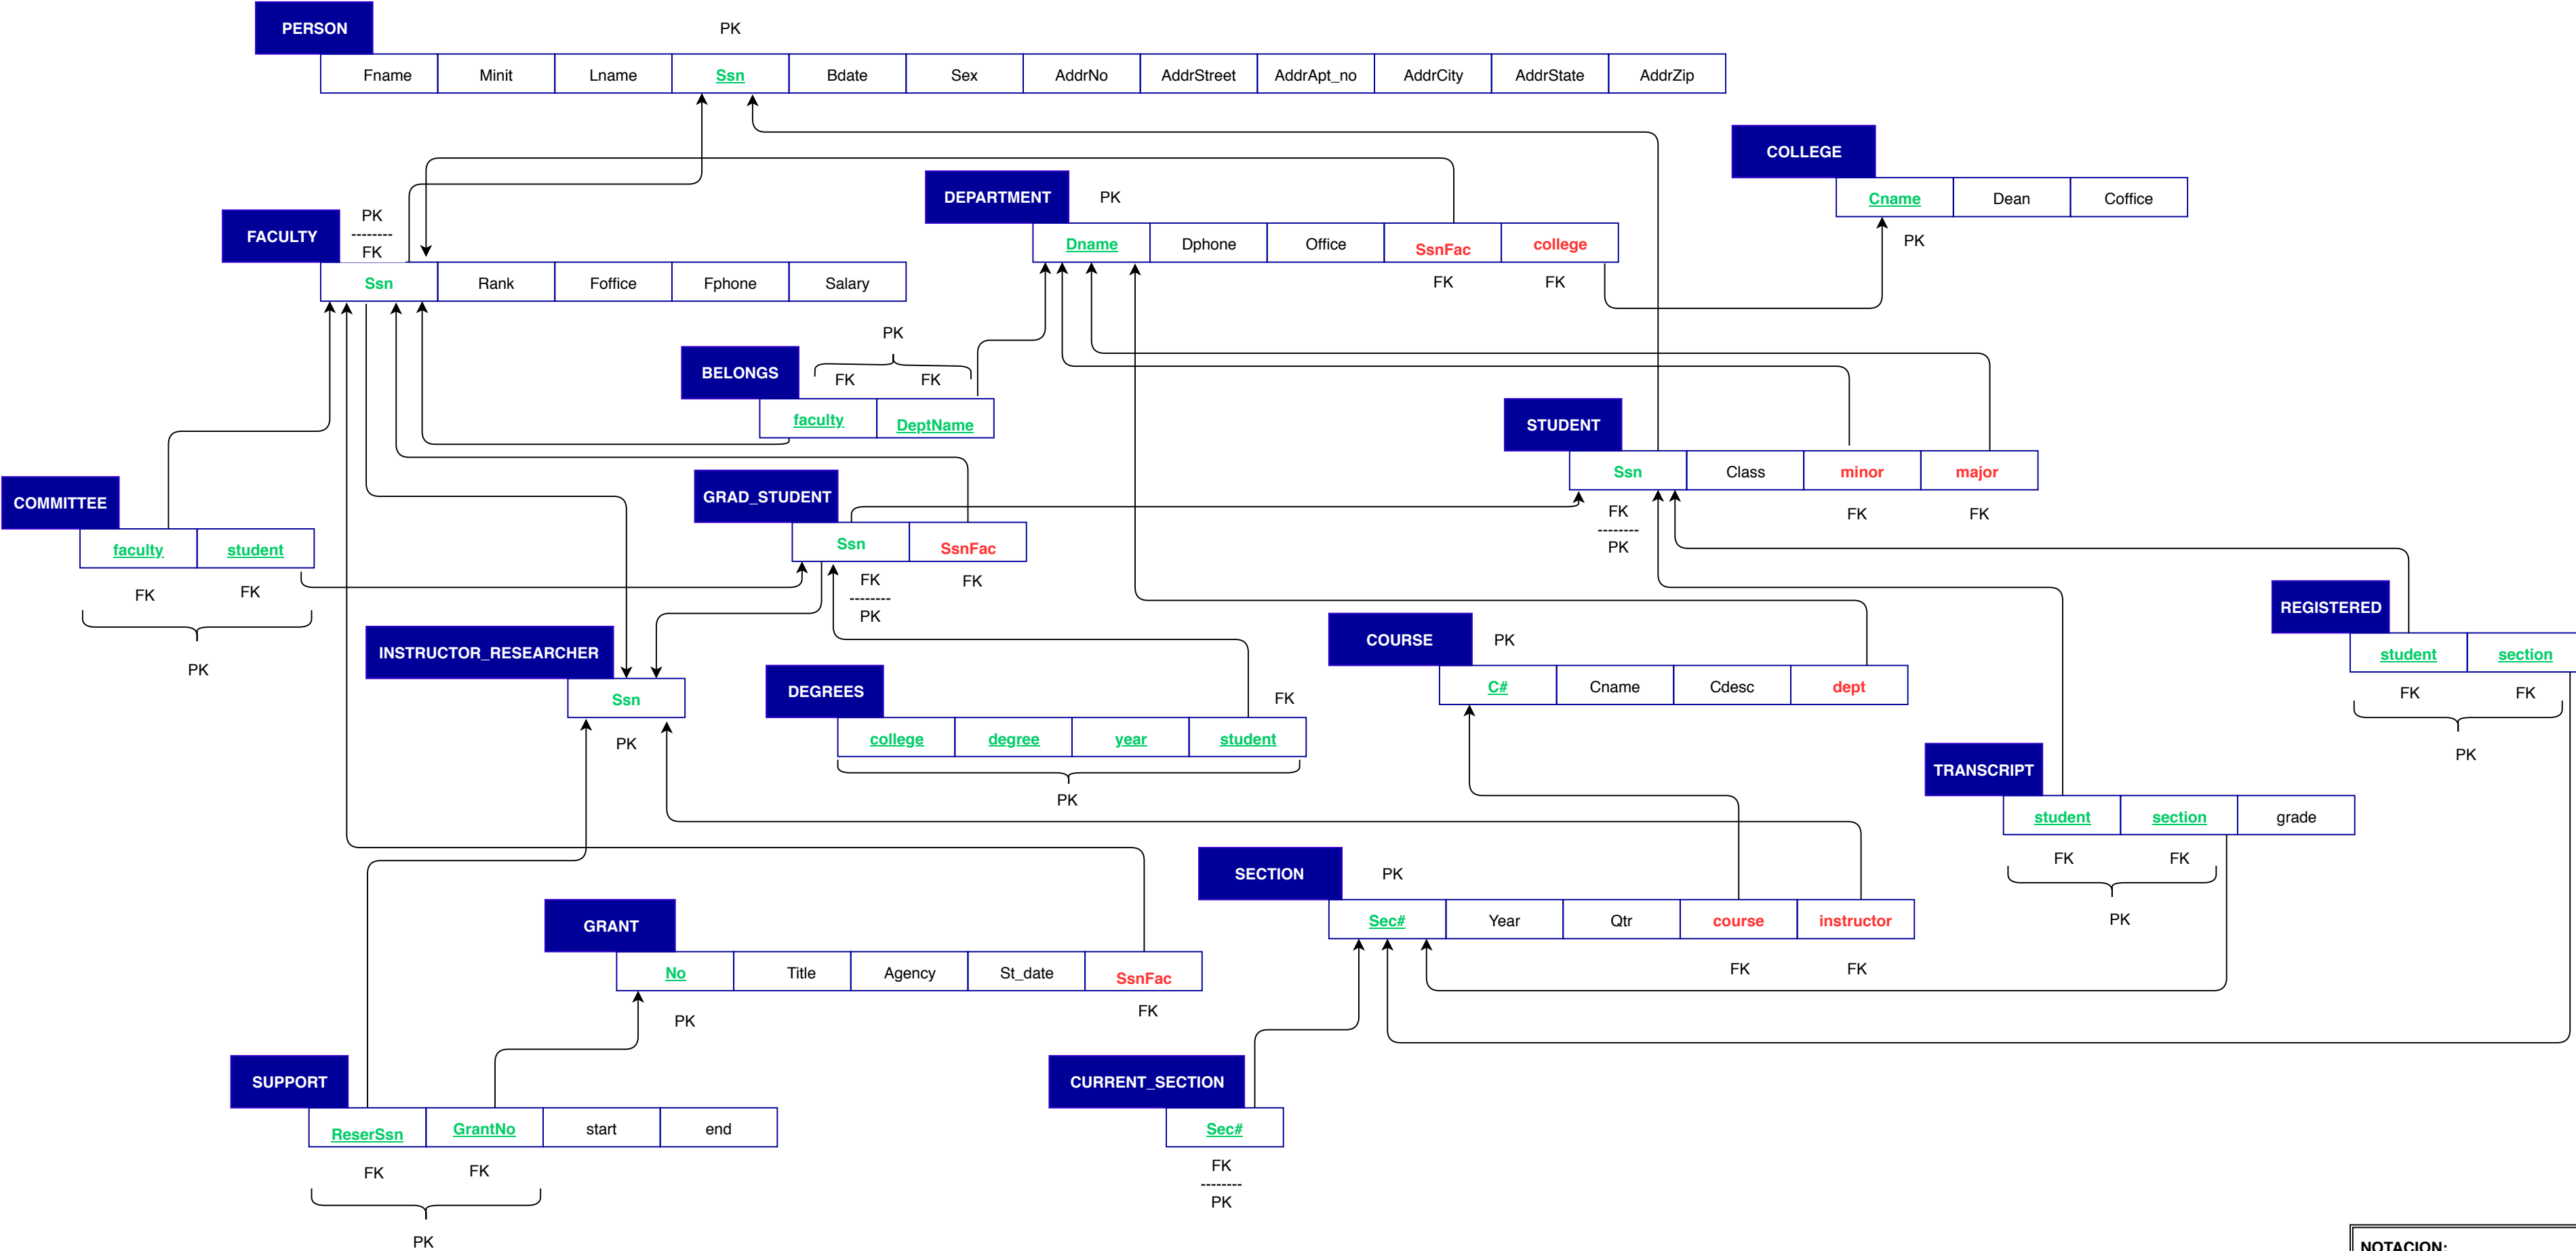 PERSON
PK
Fname Minit Lname Ssn Bdate Sex AddrNo AddrStreet AddrApt_no AddrCity AddrState AddrZip
COLLEGE
Cname Dean Coffice
PK
DEPARTMENT
PK
Dname Dphone Office SsnFac college
FK FK
FACULTY
PK
--------
FK
Ssn Rank Foffice Fphone Salary
PK
BELONGS
FK FK
faculty DeptName
STUDENT
Ssn Class minor major
FK
--------
PK
FK FK
COMMITTEE
faculty student
FK FK
PK
GRAD_STUDENT
Ssn SsnFac
FK
--------
PK
FK
REGISTERED
student section
FK FK
PK
INSTRUCTOR_RESEARCHER
Ssn
PK
DEGREES
FK
college degree year student
PK
COURSE
PK
C# Cname Cdesc dept
TRANSCRIPT
student section grade
FK FK
PK
SECTION
PK
Sec# Year Qtr course instructor
FK FK
GRANT
No Title Agency St_date SsnFac
PK
FK
SUPPORT
ReserSsn GrantNo start end
FK FK
PK
CURRENT_SECTION
Sec#
FK
--------
PK
NOTACION: